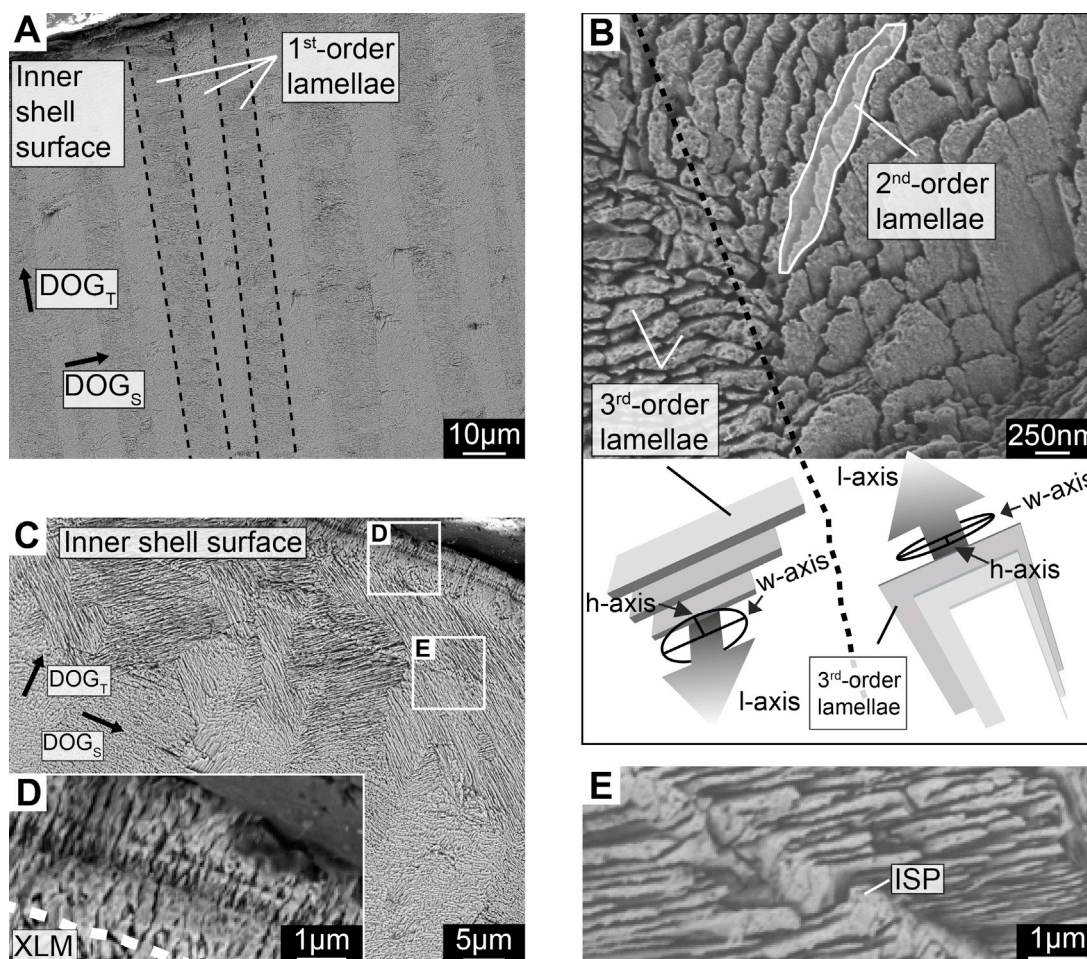 A
Inner
shell
surface
1st-order
lamellae
DOGT
DOGS
10µm
B
2nd-order
lamellae
3rd-order
lamellae
250nm
l-axis
w-axis
h-axis
h-axis
w-axis
l-axis
3rd-order
lamellae
C
Inner shell surface
D
E
DOGT
DOGS
5µm
D
XLM
1µm
E
ISP
1µm